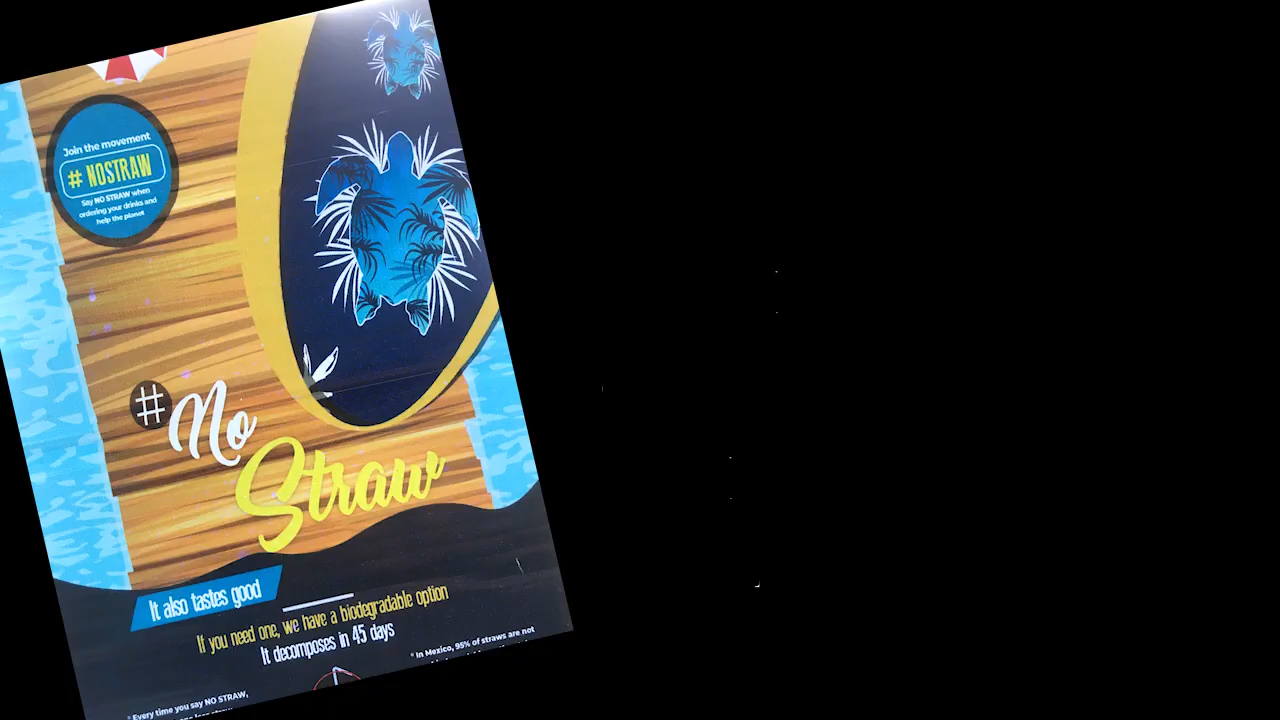 Join the movement
# NOSTRAW
Say NO STRAW when
ordering your drinks and
help the planet
#No
Straw
It also tastes good
If you need one, we have a biodegradable option
It decomposes in 45 days
° In Mexico, 95% of straws are not
° Every time you say NO STRAW,